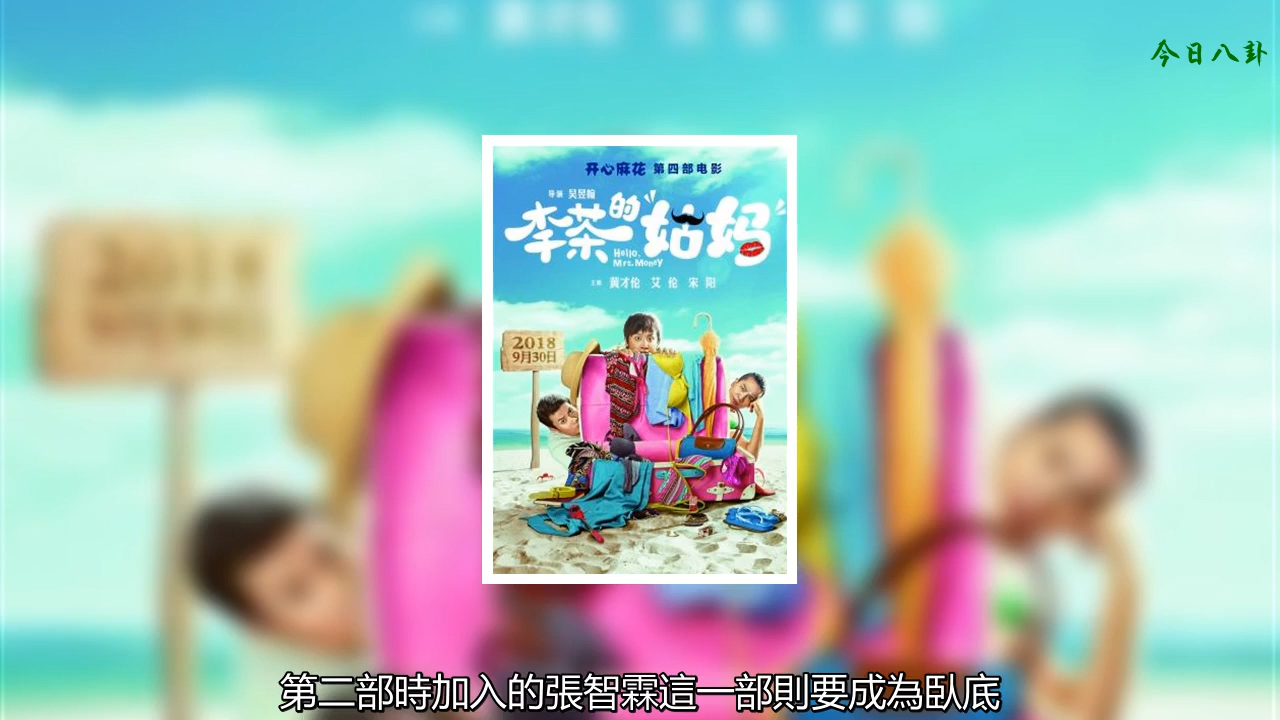 今日八卦
开心麻花 第四部电影
导演 吴昱翰
李茶的"姑妈"
Hello,
Mrs. Money
主演 黄才伦 艾伦 宋阳
2018
9月30日
第二部時加入的張智霖這一部則要成為臥底